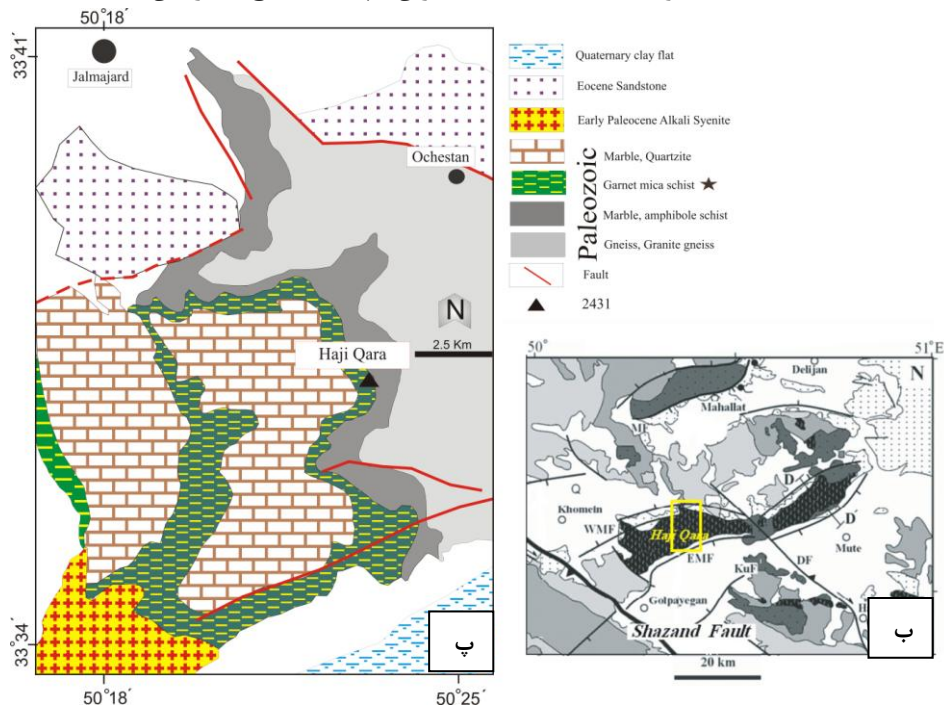 50°18´
33°41´
Jalmajard
Ochestan
N
2.5 Km
Haji Qara
33°34´
50°18´
50°25´
پ
Quaternary clay flat
Eocene Sandstone
Early Paleocene Alkali Syenite
Paleozoic
Marble, Quartzite
Garnet mica schist
Marble, amphibole schist
Gneiss, Granite gneiss
Fault
2431
50°
51°E
N
Delijan
Mahallat
Khomein
WMF
Haji Qara
EMF
D
D´
Mute
DF
KuF
Golpayegan
H
Shazand Fault
20 km
ب